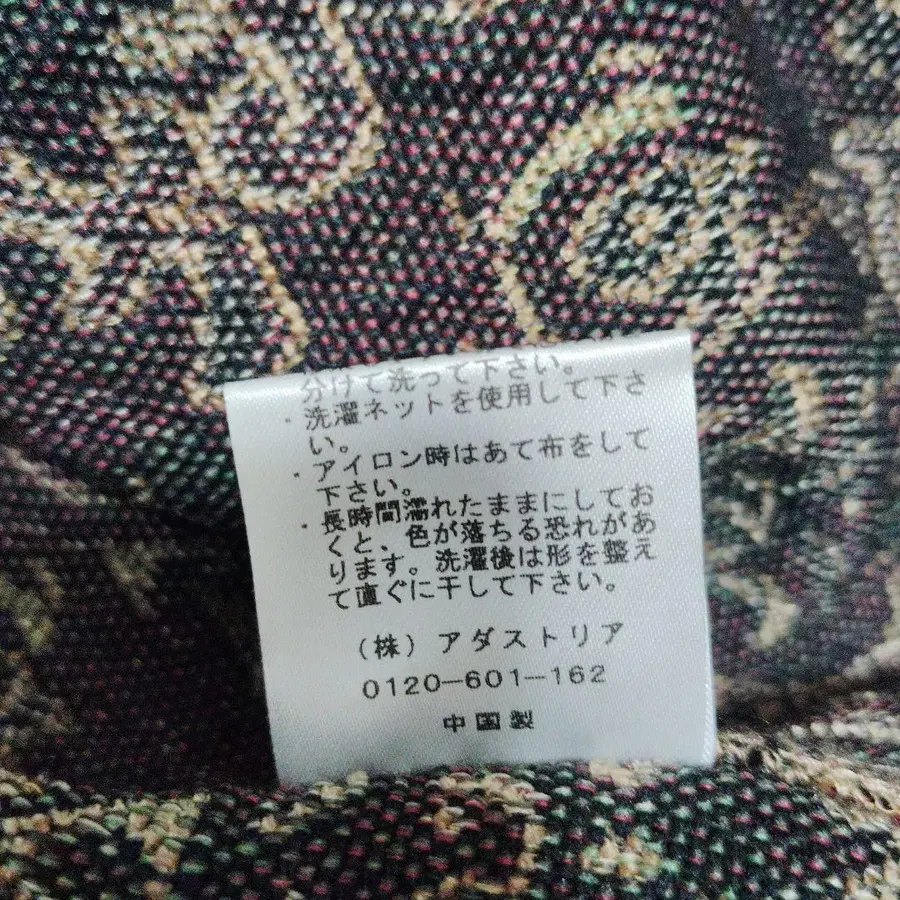 分けて洗って下さい。
・洗濯ネットを使用して下さ
い。
・アイロン時はあて布をして
下さい。
・長時間濡れたままにしてお
くと、色が落ちる恐れがあ
ります。洗濯後は形を整え
て直ぐに干して下さい。
(株) アダストリア
0120-601-162
中国製